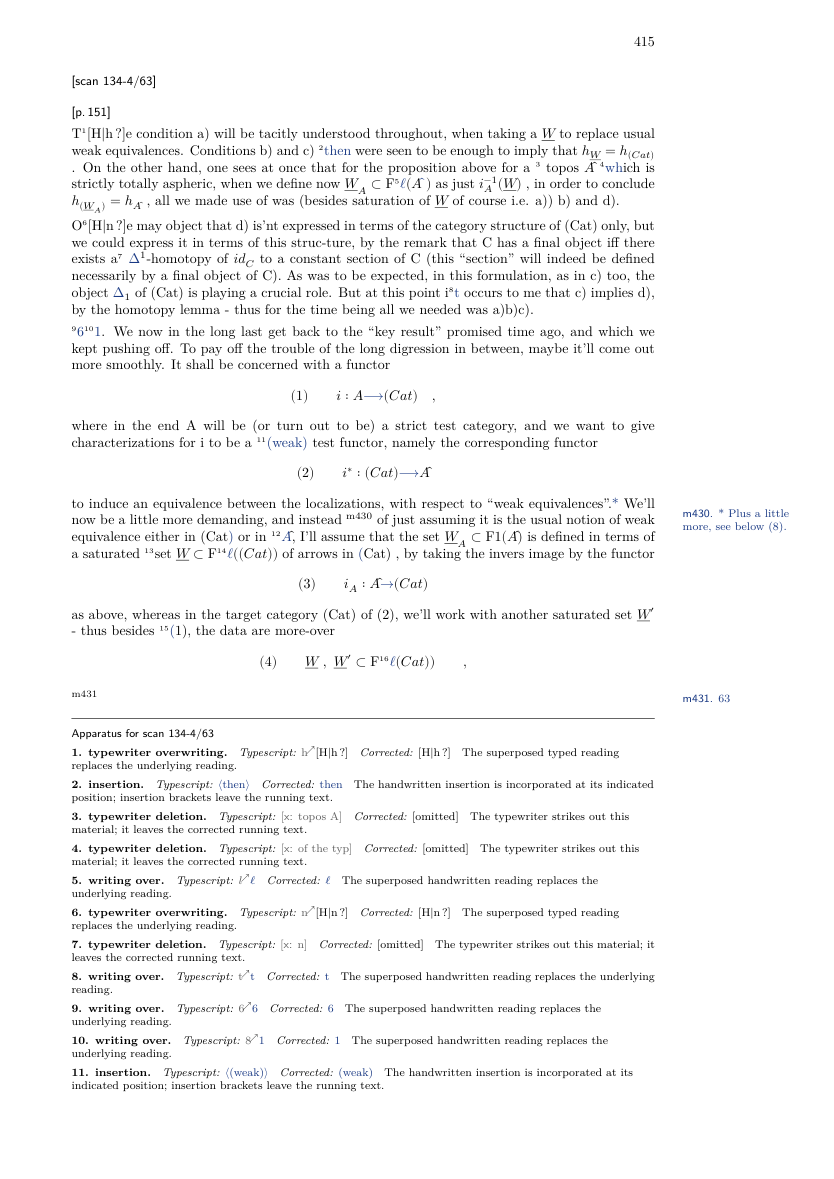 415
[scan 134-4/63]
[p. 151]
T¹[H|h ?]e condition a) will be tacitly understood throughout, when taking a W to replace usual
weak equivalences. Conditions b) and c) ²then were seen to be enough to imply that h_W = h_(Cat)
. On the other hand, one sees at once that for the proposition above for a ³ topos Aˆ ⁴which is
strictly totally aspheric, when we define now W_A ⊂ F⁵ℓ(Aˆ) as just i_A^{-1}(W) , in order to conclude
h_(W_A) = h_Aˆ , all we made use of was (besides saturation of W of course i.e. a)) b) and d).
O⁶[H|n ?]e may object that d) is'nt expressed in terms of the category structure of (Cat) only, but
we could express it in terms of this struc-ture, by the remark that C has a final object iff there
exists a⁷ Δ¹-homotopy of id_C to a constant section of C (this “section” will indeed be defined
necessarily by a final object of C). As was to be expected, in this formulation, as in c) too, the
object Δ₁ of (Cat) is playing a crucial role. But at this point i⁸t occurs to me that c) implies d),
by the homotopy lemma - thus for the time being all we needed was a)b)c).
⁹6¹⁰1. We now in the long last get back to the “key result” promised time ago, and which we
kept pushing off. To pay off the trouble of the long digression in between, maybe it'll come out
more smoothly. It shall be concerned with a functor
(1) i : A⟶(Cat) ,
where in the end A will be (or turn out to be) a strict test category, and we want to give
characterizations for i to be a ¹¹(weak) test functor, namely the corresponding functor
(2) i* : (Cat)⟶Aˆ
to induce an equivalence between the localizations, with respect to “weak equivalences”.* We'll
now be a little more demanding, and instead m430 of just assuming it is the usual notion of weak
equivalence either in (Cat) or in ¹²Aˆ, I'll assume that the set W_A ⊂ F1(Aˆ) is defined in terms of
a saturated ¹³set W ⊂ F¹⁴ℓ((Cat)) of arrows in (Cat) , by taking the invers image by the functor
(3) i_A : Aˆ→(Cat)
as above, whereas in the target category (Cat) of (2), we'll work with another saturated set W′
- thus besides ¹⁵(1), the data are more-over
(4) W , W′ ⊂ F¹⁶ℓ(Cat)) ,
m431
m430. * Plus a little
more, see below (8).
m431. 63
Apparatus for scan 134-4/63
1. typewriter overwriting. Typescript: h↗[H|h ?] Corrected: [H|h ?] The superposed typed reading
replaces the underlying reading.
2. insertion. Typescript: ⟨then⟩ Corrected: then The handwritten insertion is incorporated at its indicated
position; insertion brackets leave the running text.
3. typewriter deletion. Typescript: [x: topos A] Corrected: [omitted] The typewriter strikes out this
material; it leaves the corrected running text.
4. typewriter deletion. Typescript: [x: of the typ] Corrected: [omitted] The typewriter strikes out this
material; it leaves the corrected running text.
5. writing over. Typescript: l↗ℓ Corrected: ℓ The superposed handwritten reading replaces the
underlying reading.
6. typewriter overwriting. Typescript: n↗[H|n ?] Corrected: [H|n ?] The superposed typed reading
replaces the underlying reading.
7. typewriter deletion. Typescript: [x: n] Corrected: [omitted] The typewriter strikes out this material; it
leaves the corrected running text.
8. writing over. Typescript: t↗t Corrected: t The superposed handwritten reading replaces the underlying
reading.
9. writing over. Typescript: 6↗6 Corrected: 6 The superposed handwritten reading replaces the
underlying reading.
10. writing over. Typescript: 8↗1 Corrected: 1 The superposed handwritten reading replaces the
underlying reading.
11. insertion. Typescript: ⟨(weak)⟩ Corrected: (weak) The handwritten insertion is incorporated at its
indicated position; insertion brackets leave the running text.